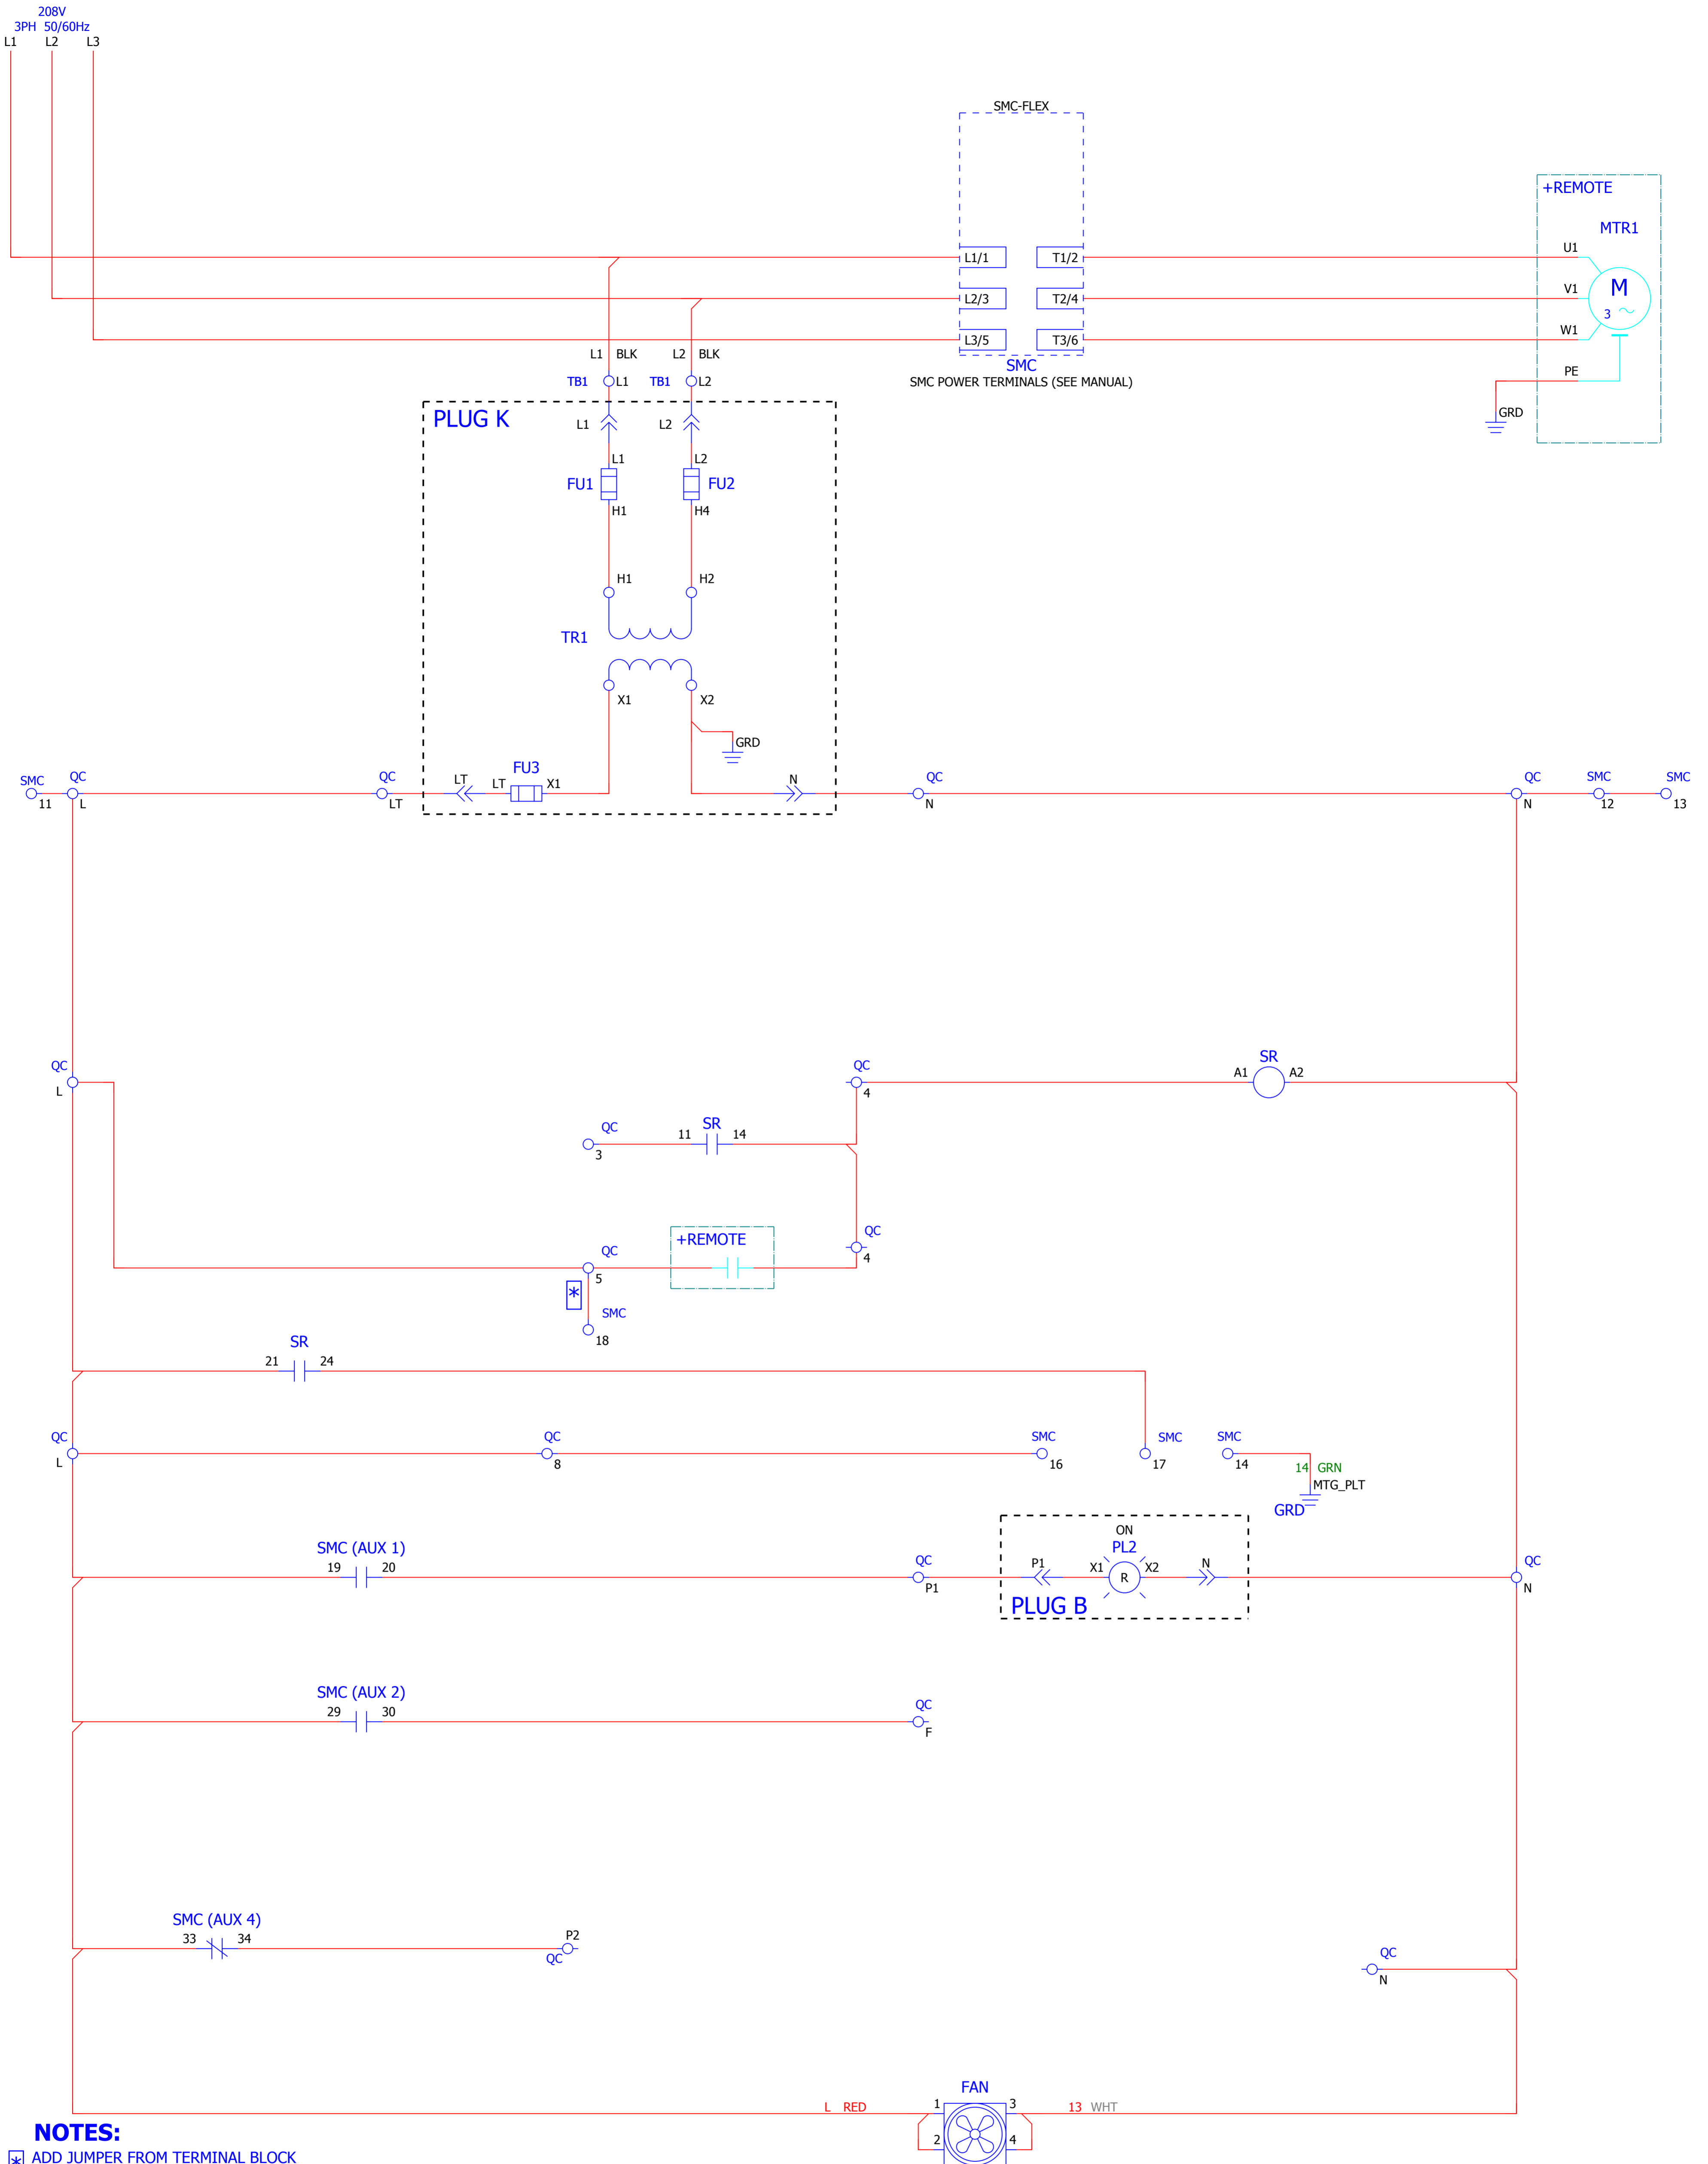 208V
3PH 50/60Hz
L1 L2 L3
SMC-FLEX
+REMOTE
MTR1
U1
L1/1 T1/2
V1
M
3
L2/3 T2/4
W1
L3/5 T3/6
L1 BLK L2 BLK
SMC
SMC POWER TERMINALS (SEE MANUAL)
PE
TB1 L1 TB1 L2
GRD
PLUG K
L1 L2
L1 L2
FU1 FU2
H1 H4
H1 H2
TR1
X1 X2
GRD
FU3
SMC QC QC LT LT X1 N QC QC SMC SMC
11 L LT N N 12 13
QC QC SR
L 4 A1 A2
QC SR
3 11 14
QC
4
+REMOTE
QC
5
*
SMC
18
SR
21 24
QC QC SMC SMC SMC
L 8 16 17 14
14 GRN
MTG_PLT
GRD
ON
PL2
SMC (AUX 1)
19 20 QC P1 X1 R X2 N QC
P1 N
PLUG B
SMC (AUX 2)
29 30 QC
F
SMC (AUX 4)
33 34 P2
QC
QC
N
FAN
L RED 1 3 13 WHT
2 4
NOTES:
* ADD JUMPER FROM TERMINAL BLOCK